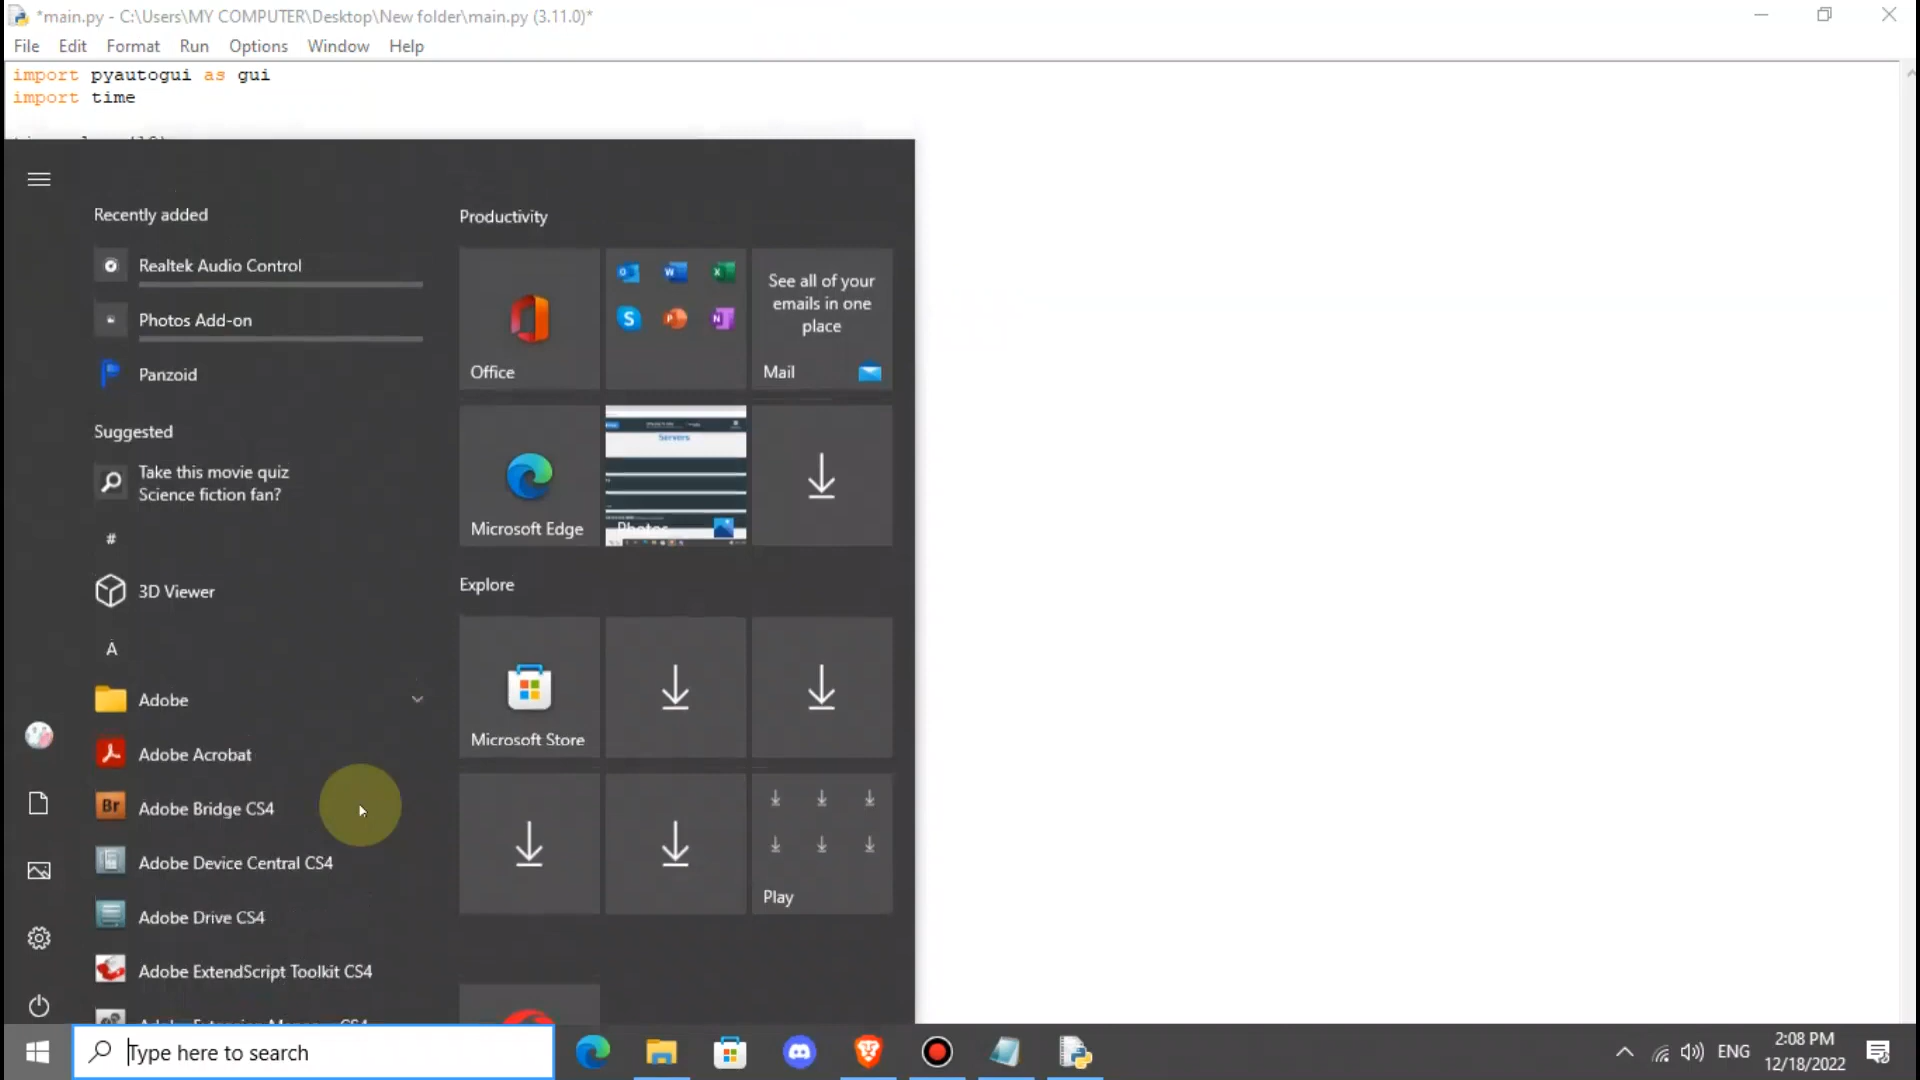 *main.py - C:\Users\MY COMPUTER\Desktop\New folder\main.py (3.11.0)*
File Edit Format Run Options Window Help
import pyautogui as gui
import time
Recently added
Realtek Audio Control
Photos Add-on
Panzoid
Suggested
Take this movie quiz
Science fiction fan?
#
3D Viewer
A
Adobe
Adobe Acrobat
Br
Adobe Bridge CS4
Adobe Device Central CS4
Adobe Drive CS4
Adobe ExtendScript Toolkit CS4
Productivity
Office
See all of your
emails in one
place
Mail
Microsoft Edge
Servers
Photos
Explore
Microsoft Store
Play
Type here to search
ENG
2:08 PM
12/18/2022